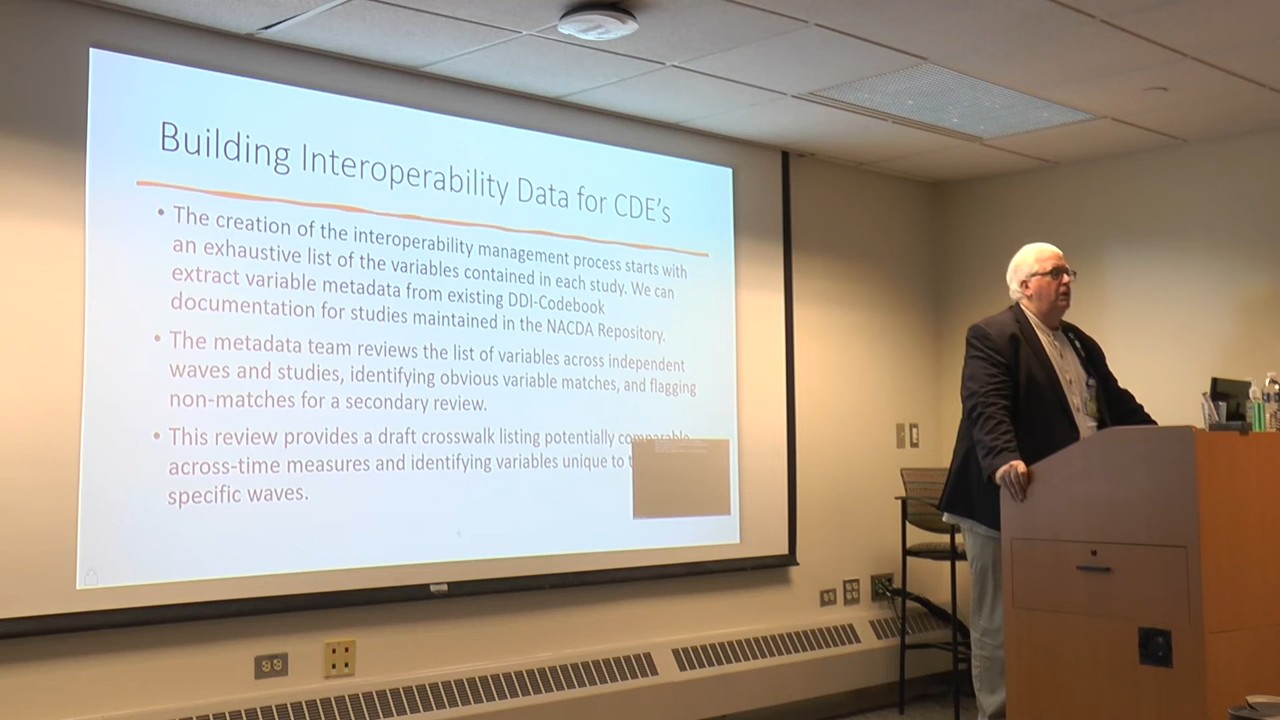 Building Interoperability Data for CDE's
• The creation of the interoperability management process starts with
an exhaustive list of the variables contained in each study. We can
extract variable metadata from existing DDI-Codebook
documentation for studies maintained in the NACDA Repository.
• The metadata team reviews the list of variables across independent
waves and studies, identifying obvious variable matches, and flagging
non-matches for a secondary review.
• This review provides a draft crosswalk listing potentially comparable
across-time measures and identifying variables unique to
specific waves.